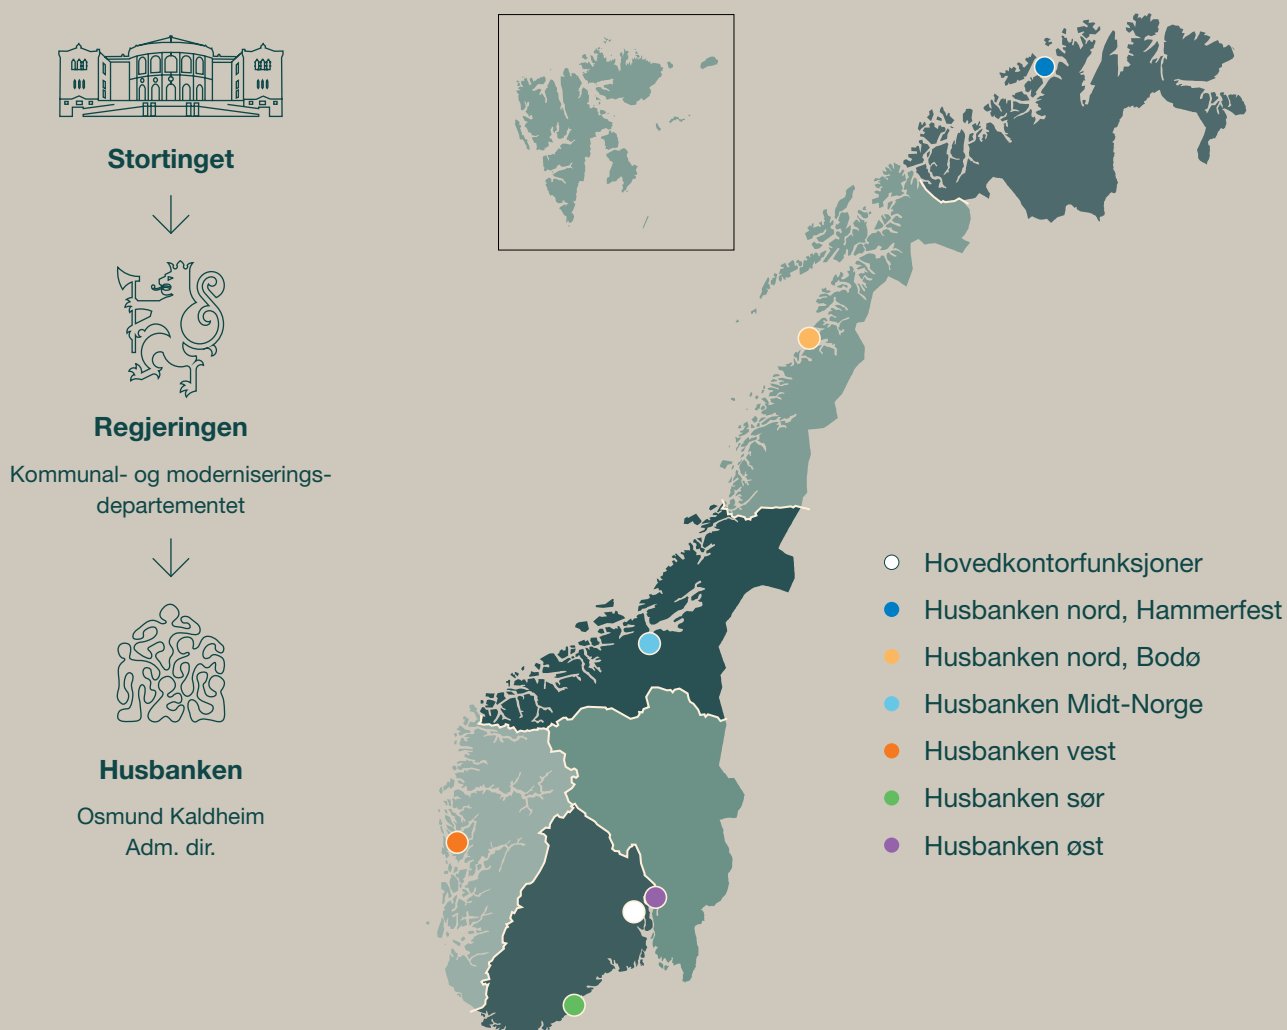 Stortinget
Regjeringen
Kommunal- og moderniserings-
departementet
Husbanken
Osmund Kaldheim
Adm. dir.
Hovedkontorfunksjoner
Husbanken nord, Hammerfest
Husbanken nord, Bodø
Husbanken Midt-Norge
Husbanken vest
Husbanken sør
Husbanken øst